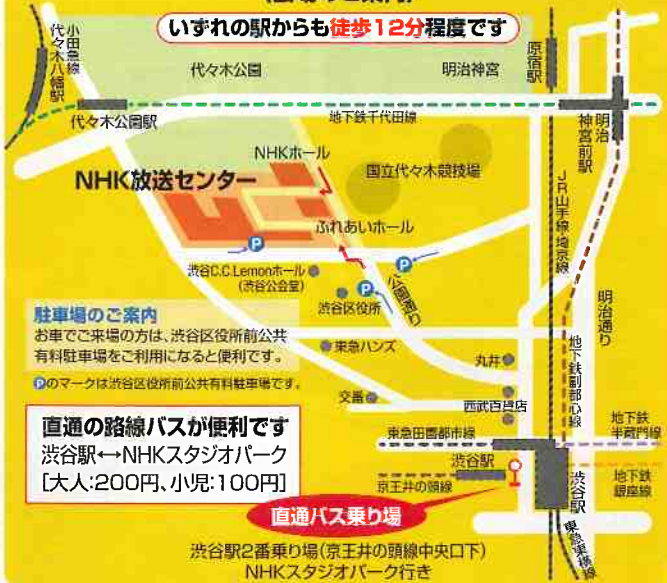 いずれの駅からも徒歩12分程度です
小田急線
代々木八幡駅
代々木公園
明治神宮
原宿駅
代々木公園駅
地下鉄千代田線
明治
神宮前駅
NHKホール
国立代々木競技場
NHK放送センター
ふれあいホール
JR山手線・埼京線
P
P
渋谷C.C.Lemonホール
(渋谷公会堂)
P
公園通り
渋谷区役所
明治通り
駐車場のご案内
お車でご来場の方は、渋谷区役所前公共
有料駐車場をご利用になると便利です。
Pのマークは渋谷区役所前公共有料駐車場です。
東急ハンズ
丸井
地下鉄副都心線
交番
西武百貨店
直通の路線バスが便利です
渋谷駅↔NHKスタジオパーク
[大人:200円、小児:100円]
東急田園都市線
地下鉄
半蔵門線
渋谷駅
京王井の頭線
渋谷駅
地下鉄
銀座線
直通バス乗り場
東急東横線
渋谷駅2番乗り場(京王井の頭線中央口下)
NHKスタジオパーク行き